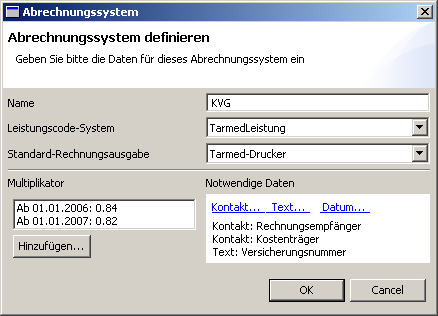 Abrechnungssystem
Abrechnungssystem definieren
Geben Sie bitte die Daten für dieses Abrechnungssystem ein
Name KVG
Leistungscode-System TarmedLeistung
Standard-Rechnungsausgabe Tarmed-Drucker
Multiplikator
Ab 01.01.2006: 0.84
Ab 01.01.2007: 0.82
Hinzufügen...
Notwendige Daten
Kontakt... Text... Datum...
Kontakt: Rechnungsempfänger
Kontakt: Kostenträger
Text: Versicherungsnummer
OK Cancel